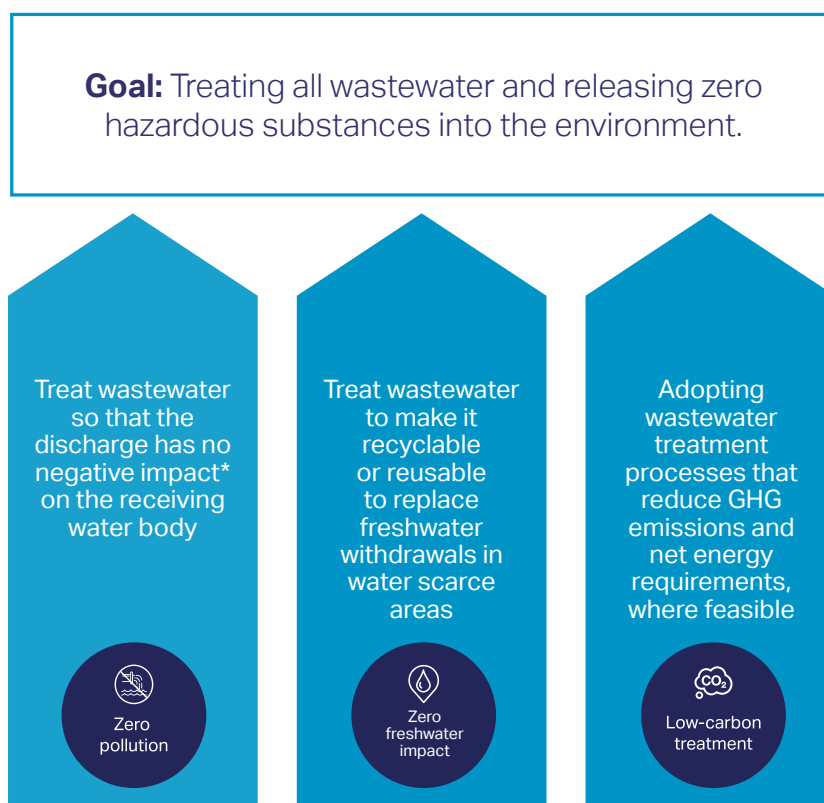 Goal: Treating all wastewater and releasing zero
hazardous substances into the environment.
Treat wastewater
so that the
discharge has no
negative impact*
on the receiving
water body
Zero
pollution
Treat wastewater
to make it
recyclable
or reusable
to replace
freshwater
withdrawals in
water scarce
areas
Zero
freshwater
impact
Adopting
wastewater
treatment
processes that
reduce GHG
emissions and
net energy
requirements,
where feasible
CO₂
Low-carbon
treatment